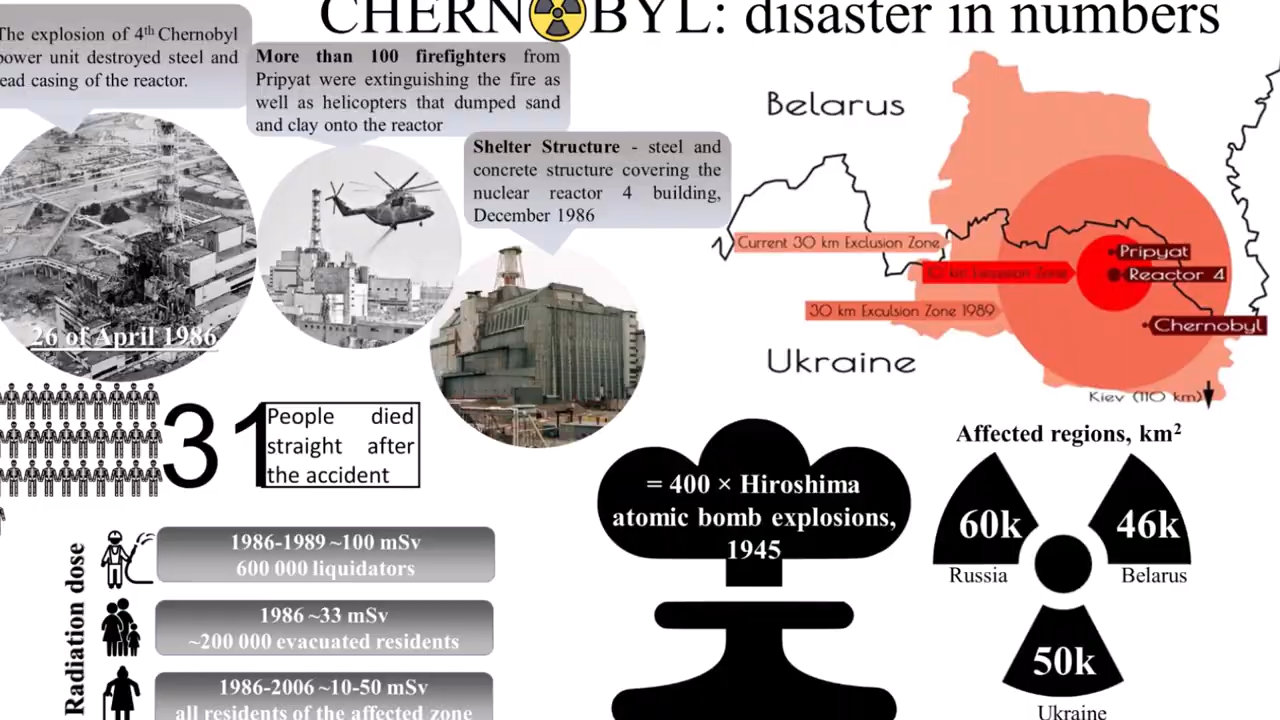 CHERNOBYL: disaster in numbers
The explosion of 4th Chernobyl
power unit destroyed steel and
lead casing of the reactor.
More than 100 firefighters from
Pripyat were extinguishing the fire as
well as helicopters that dumped sand
and clay onto the reactor
Shelter Structure - steel and
concrete structure covering the
nuclear reactor 4 building,
December 1986
26 of April 1986
Belarus
Current 30 km Exclusion Zone
10 km Exclusion Zone
30 km Exculsion Zone 1989
Pripyat
Reactor 4
Chernobyl
Ukraine
Kiev (110 km)
31
People died
straight after
the accident
Radiation dose
1986-1989 ~100 mSv
600 000 liquidators
1986 ~33 mSv
~200 000 evacuated residents
1986-2006 ~10-50 mSv
all residents of the affected zone
= 400 × Hiroshima
atomic bomb explosions,
1945
Affected regions, km²
60k
Russia
46k
Belarus
50k
Ukraine